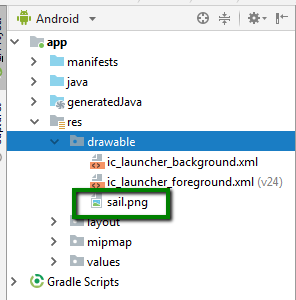 Android
app
manifests
java
generatedJava
res
drawable
ic_launcher_background.xml
ic_launcher_foreground.xml (v24)
sail.png
layout
mipmap
values
Gradle Scripts